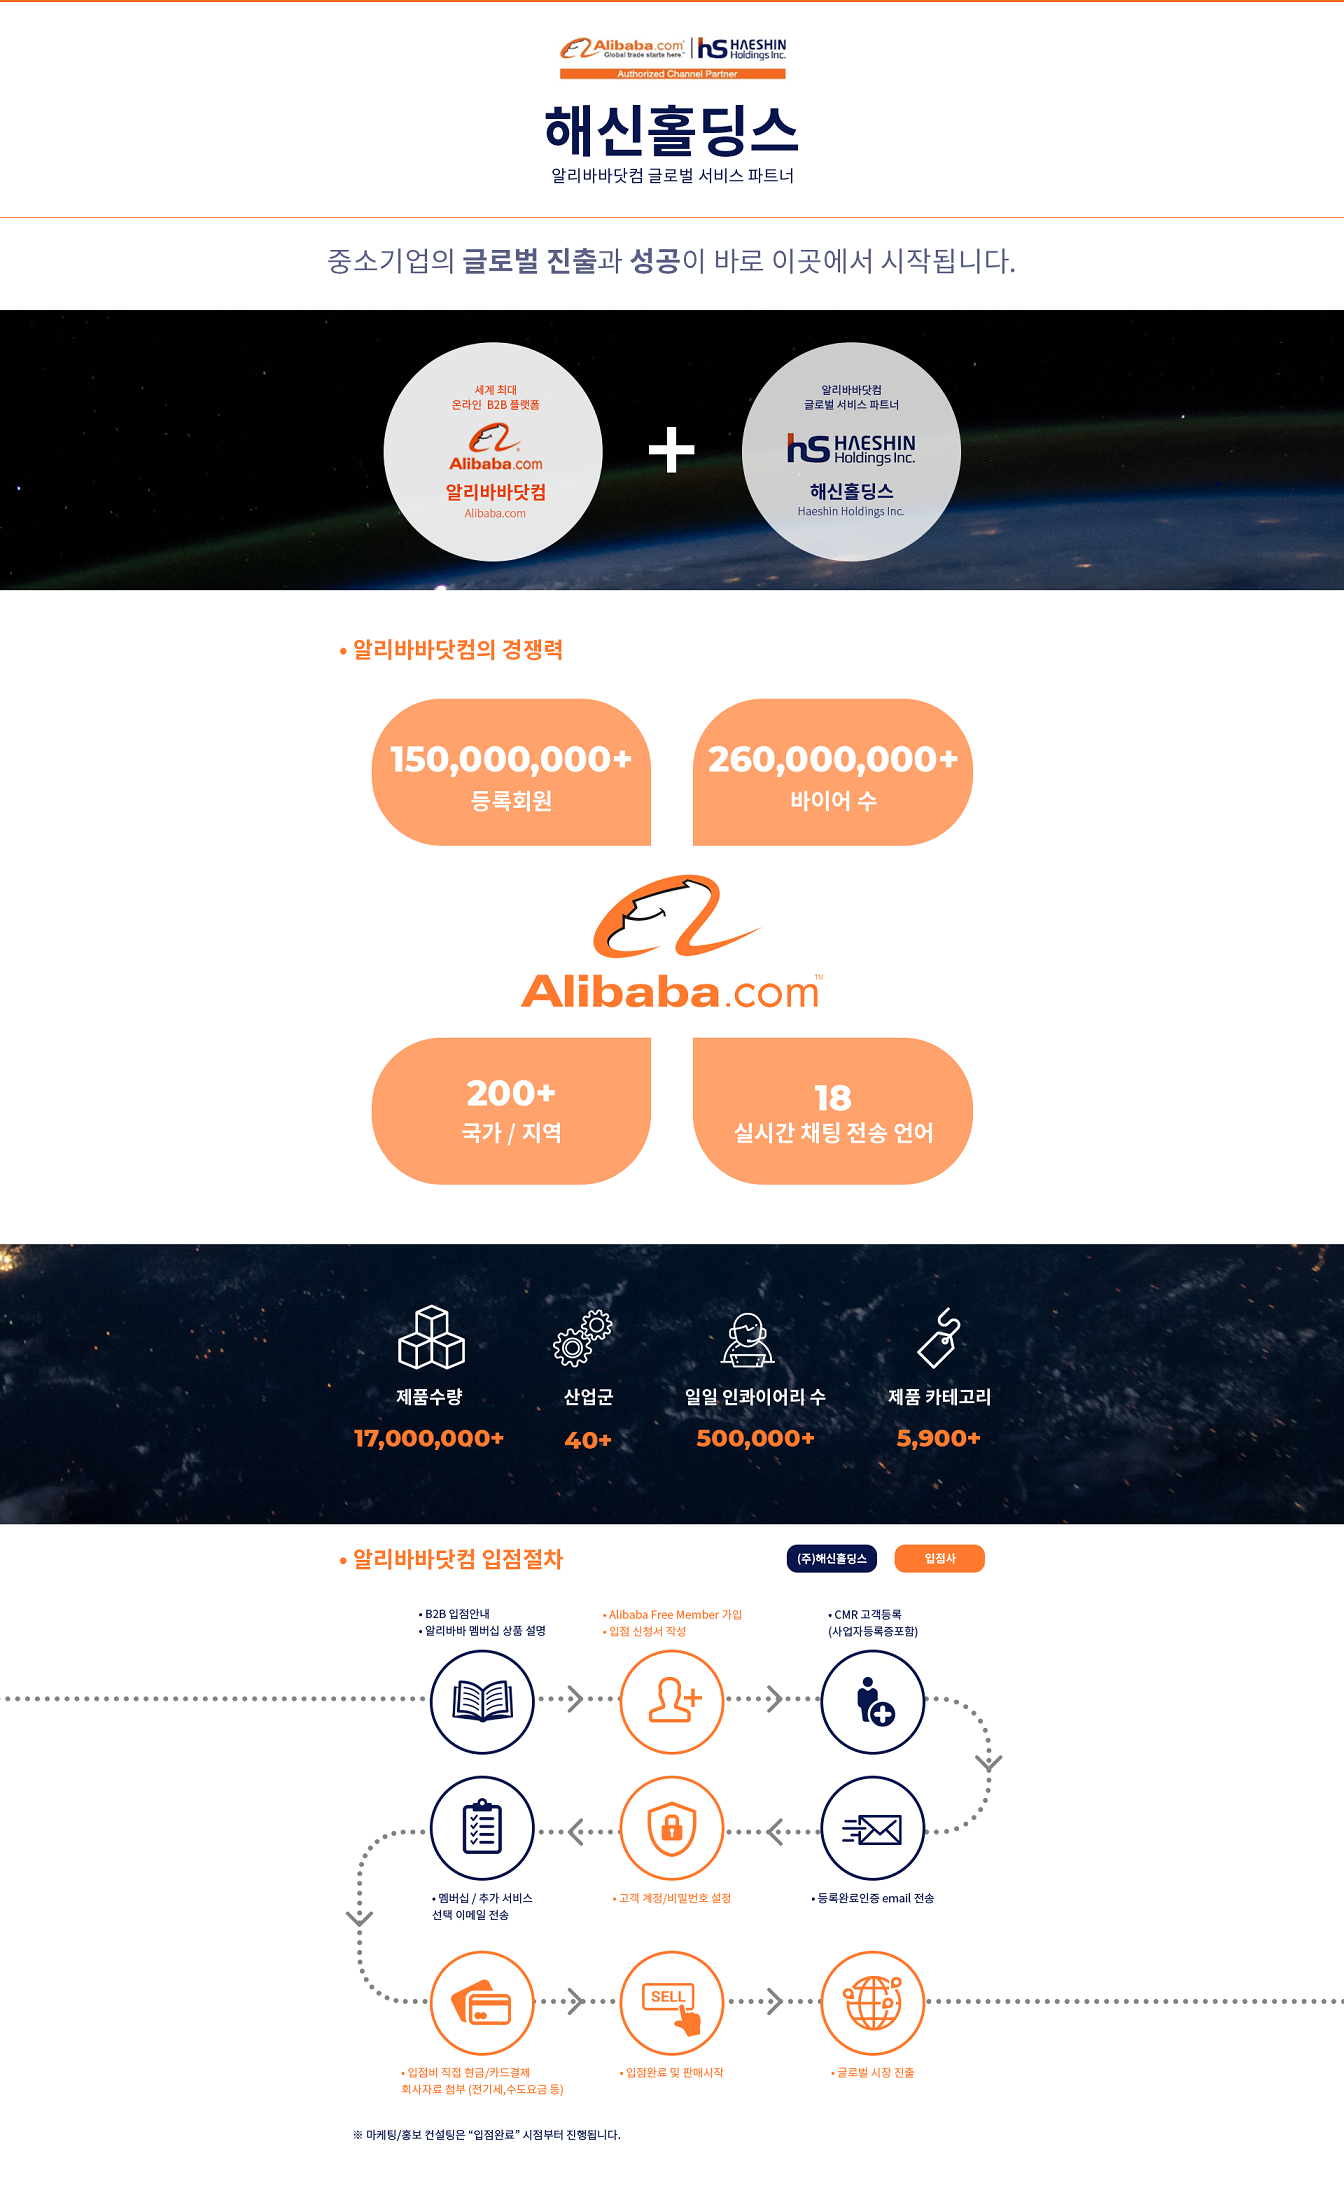 Alibaba.com
Global trade starts here.™
hS HAESHIN
Holdings Inc.
Authorized Channel Partner
해신홀딩스
알리바바닷컴 글로벌 서비스 파트너
중소기업의 글로벌 진출과 성공이 바로 이곳에서 시작됩니다.
세계 최대
온라인 B2B 플랫폼
Alibaba.com
알리바바닷컴
Alibaba.com
+
알리바바닷컴
글로벌 서비스 파트너
hS HAESHIN
Holdings Inc.
해신홀딩스
Haeshin Holdings Inc.
• 알리바바닷컴의 경쟁력
150,000,000+
등록회원
260,000,000+
바이어 수
Alibaba.com™
200+
국가 / 지역
18
실시간 채팅 전송 언어
제품수량
17,000,000+
산업군
40+
일일 인콰이어리 수
500,000+
제품 카테고리
5,900+
• 알리바바닷컴 입점절차
(주)해신홀딩스
입점사
• B2B 입점안내
• 알리바바 멤버십 상품 설명
• Alibaba Free Member 가입
• 입점 신청서 작성
• CMR 고객등록
(사업자등록증포함)
• 멤버십 / 추가 서비스
선택 이메일 전송
• 고객 계정/비밀번호 설정
• 등록완료인증 email 전송
SELL
• 입점비 직접 현금/카드결제
회사자료 첨부 (전기세,수도요금 등)
• 입점완료 및 판매시작
• 글로벌 시장 진출
※ 마케팅/홍보 컨설팅은 “입점완료” 시점부터 진행됩니다.